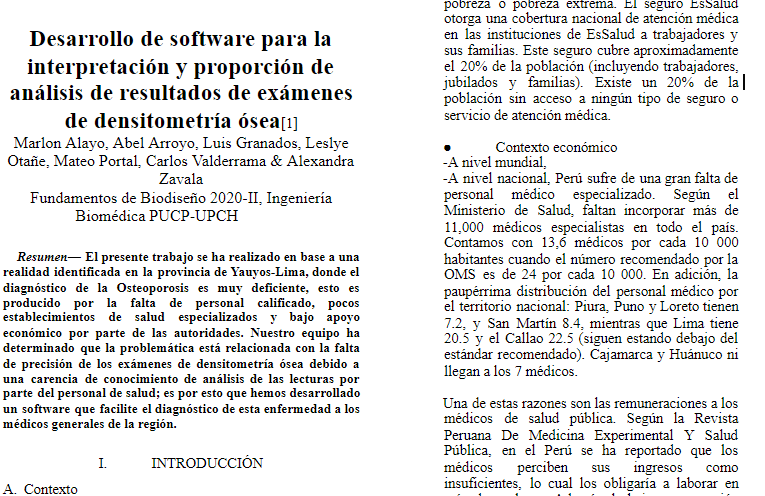 Desarrollo de software para la
interpretación y proporción de
análisis de resultados de exámenes
de densitometría ósea[1]
Marlon Alayo, Abel Arroyo, Luis Granados, Leslye
Otañe, Mateo Portal, Carlos Valderrama & Alexandra
Zavala
Fundamentos de Biodiseño 2020-II, Ingeniería
Biomédica PUCP-UPCH
Resumen— El presente trabajo se ha realizado en base a una
realidad identificada en la provincia de Yauyos-Lima, donde el
diagnóstico de la Osteoporosis es muy deficiente, esto es
producido por la falta de personal calificado, pocos
establecimientos de salud especializados y bajo apoyo
económico por parte de las autoridades. Nuestro equipo ha
determinado que la problemática está relacionada con la falta
de precisión de los exámenes de densitometría ósea debido a
una carencia de conocimiento de análisis de las lecturas por
parte del personal de salud; es por esto que hemos desarrollado
un software que facilite el diagnóstico de esta enfermedad a los
médicos generales de la región.
I. INTRODUCCIÓN
A. Contexto
pobreza o pobreza extrema. El seguro EsSalud
otorga una cobertura nacional de atención médica
en las instituciones de EsSalud a trabajadores y
sus familias. Este seguro cubre aproximadamente
el 20% de la población (incluyendo trabajadores,
jubilados y familias). Existe un 20% de la
población sin acceso a ningún tipo de seguro o
servicio de atención médica.
● Contexto económico
-A nivel mundial,
-A nivel nacional, Perú sufre de una gran falta de
personal médico especializado. Según el
Ministerio de Salud, faltan incorporar más de
11,000 médicos especialistas en todo el país.
Contamos con 13,6 médicos por cada 10 000
habitantes cuando el número recomendado por la
OMS es de 24 por cada 10 000. En adición, la
paupérrima distribución del personal médico por
el territorio nacional: Piura, Puno y Loreto tienen
7.2, y San Martín 8.4, mientras que Lima tiene
20.5 y el Callao 22.5 (siguen estando debajo del
estándar recomendado). Cajamarca y Huánuco ni
llegan a los 7 médicos.
Una de estas razones son las remuneraciones a los
médicos de salud pública. Según la Revista
Peruana De Medicina Experimental Y Salud
Pública, en el Perú se ha reportado que los
médicos perciben sus ingresos como
insuficientes, lo cual los obligaría a laborar en